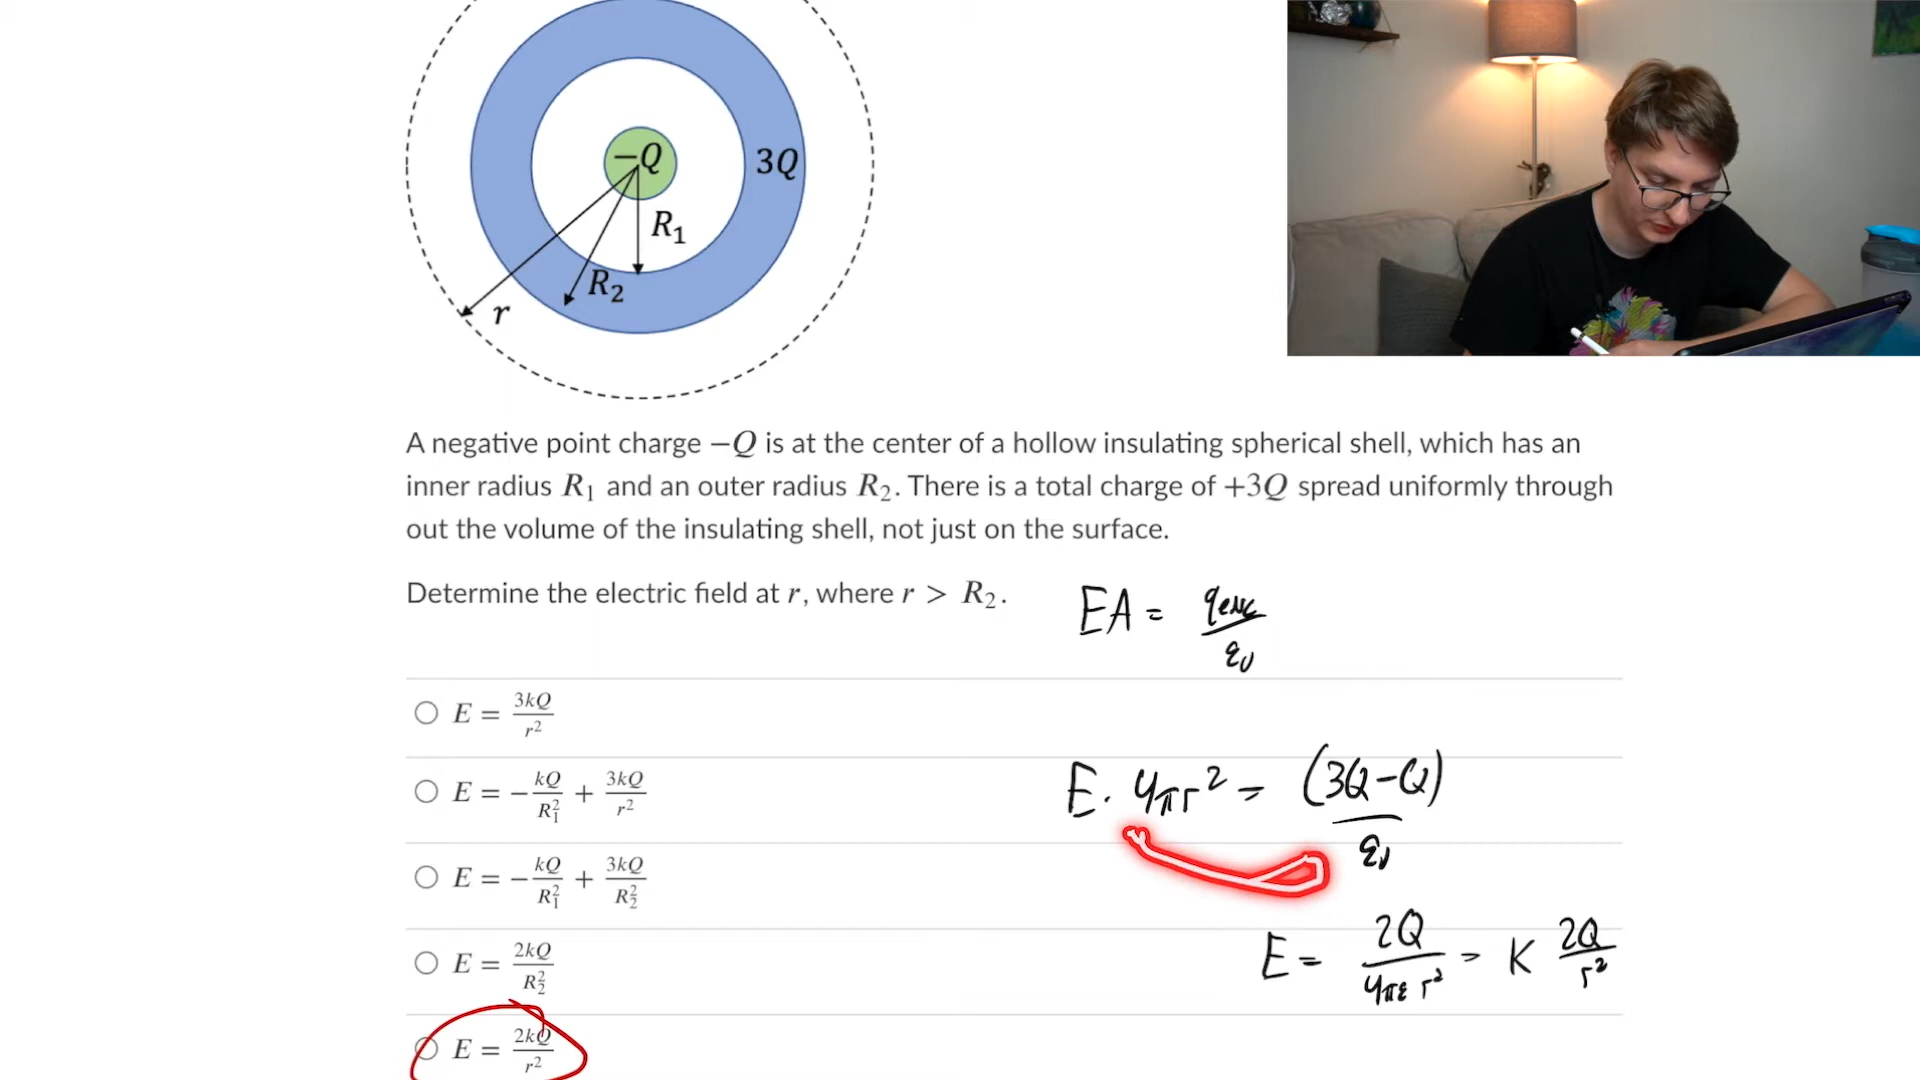 −Q
3Q
R₁
R₂
r
A negative point charge −Q is at the center of a hollow insulating spherical shell, which has an
inner radius R₁ and an outer radius R₂. There is a total charge of +3Q spread uniformly through
out the volume of the insulating shell, not just on the surface.
Determine the electric field at r, where r > R₂.
EA = qenc/ε₀
E = 3kQ/r²
E = −kQ/R₁² + 3kQ/r²
E · 4πr² = (3Q−Q)/ε₀
E = −kQ/R₁² + 3kQ/R₂²
E = 2kQ/R₂²
E = 2Q/4πε r² = K 2Q/r²
E = 2kQ/r²